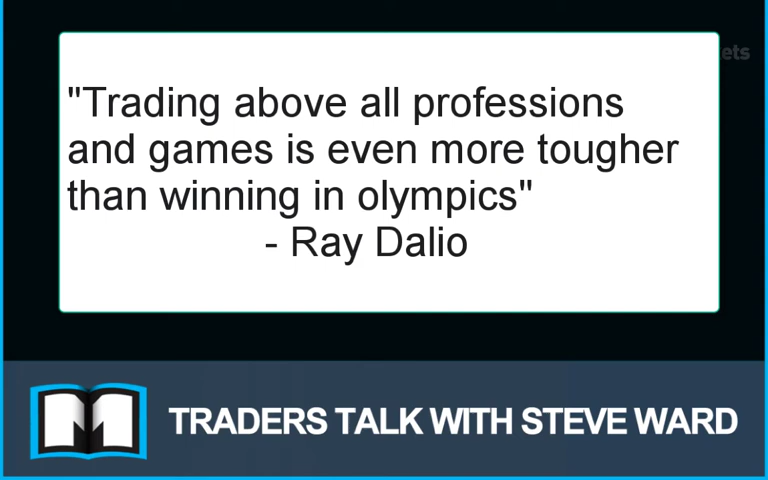 ets
"Trading above all professions
and games is even more tougher
than winning in olympics"
- Ray Dalio
TRADERS TALK WITH STEVE WARD